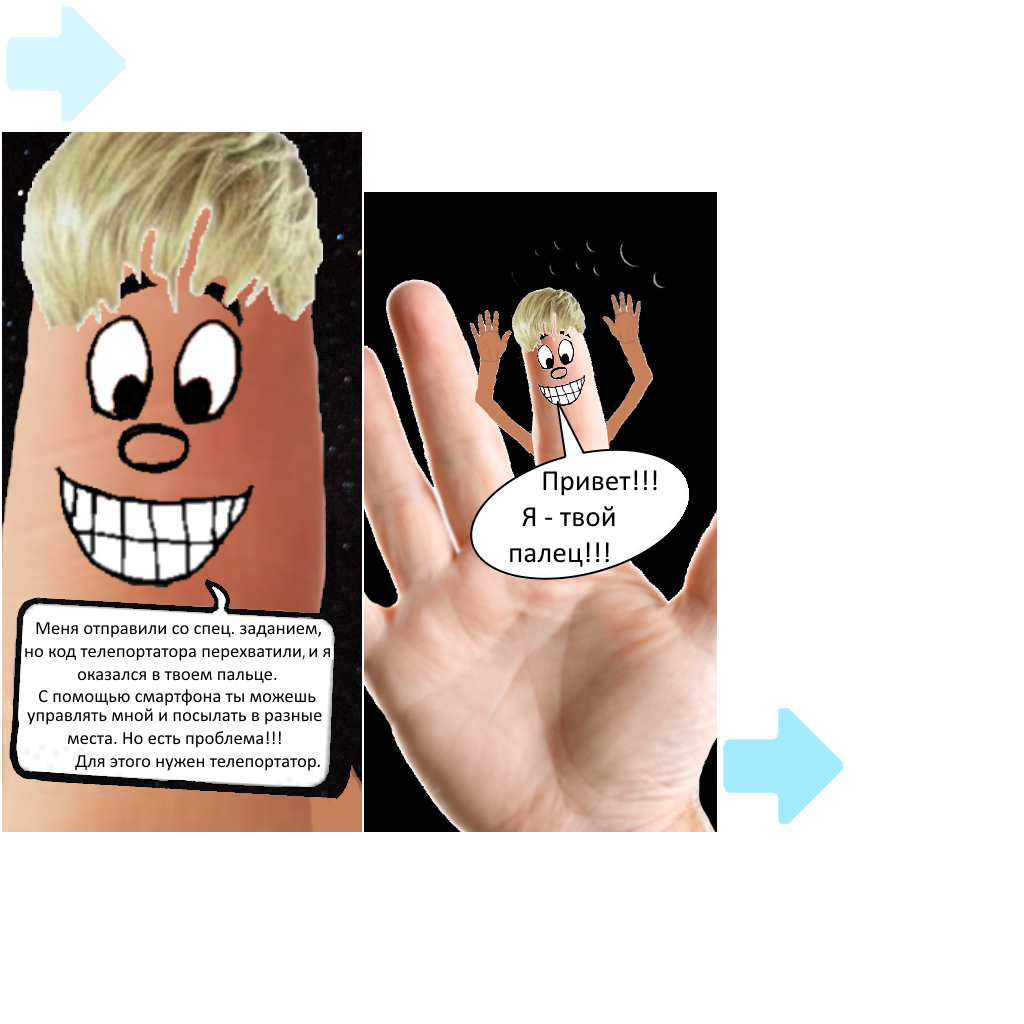 Меня отправили со спец. заданием,
но код телепортатора перехватили, и я
оказался в твоем пальце.
С помощью смартфона ты можешь
управлять мной и посылать в разные
места. Но есть проблема!!!
Для этого нужен телепортатор.
Привет!!!
Я - твой
палец!!!